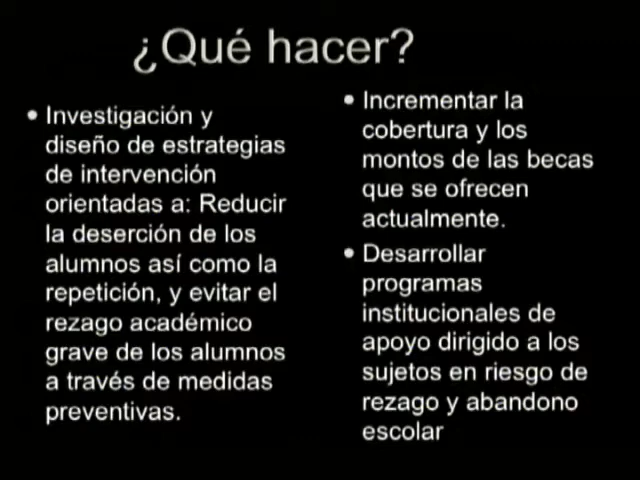 ¿Qué hacer?
• Investigación y
diseño de estrategias
de intervención
orientadas a: Reducir
la deserción de los
alumnos así como la
repetición, y evitar el
rezago académico
grave de los alumnos
a través de medidas
preventivas.
• Incrementar la
cobertura y los
montos de las becas
que se ofrecen
actualmente.
• Desarrollar
programas
institucionales de
apoyo dirigido a los
sujetos en riesgo de
rezago y abandono
escolar